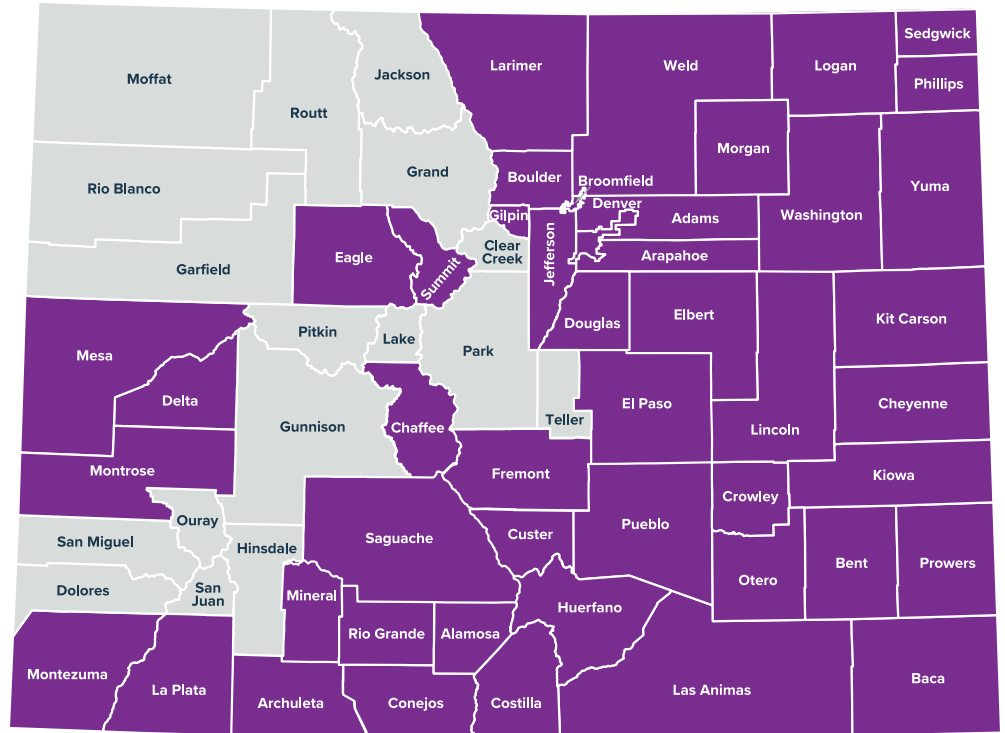 Sedgwick
Moffat
Jackson
Larimer
Weld
Logan
Phillips
Routt
Morgan
Grand
Boulder
Broomfield
Rio Blanco
Yuma
Denver
Gilpin
Adams
Washington
Clear
Creek
Jefferson
Arapahoe
Eagle
Summit
Garfield
Elbert
Kit Carson
Douglas
Pitkin
Lake
Park
Mesa
Delta
El Paso
Cheyenne
Teller
Gunnison
Chaffee
Lincoln
Montrose
Fremont
Kiowa
Crowley
Ouray
Pueblo
San Miguel
Saguache
Custer
Hinsdale
Bent
Prowers
Otero
Dolores
San
Juan
Mineral
Huerfano
Rio Grande
Alamosa
Montezuma
La Plata
Archuleta
Conejos
Costilla
Las Animas
Baca